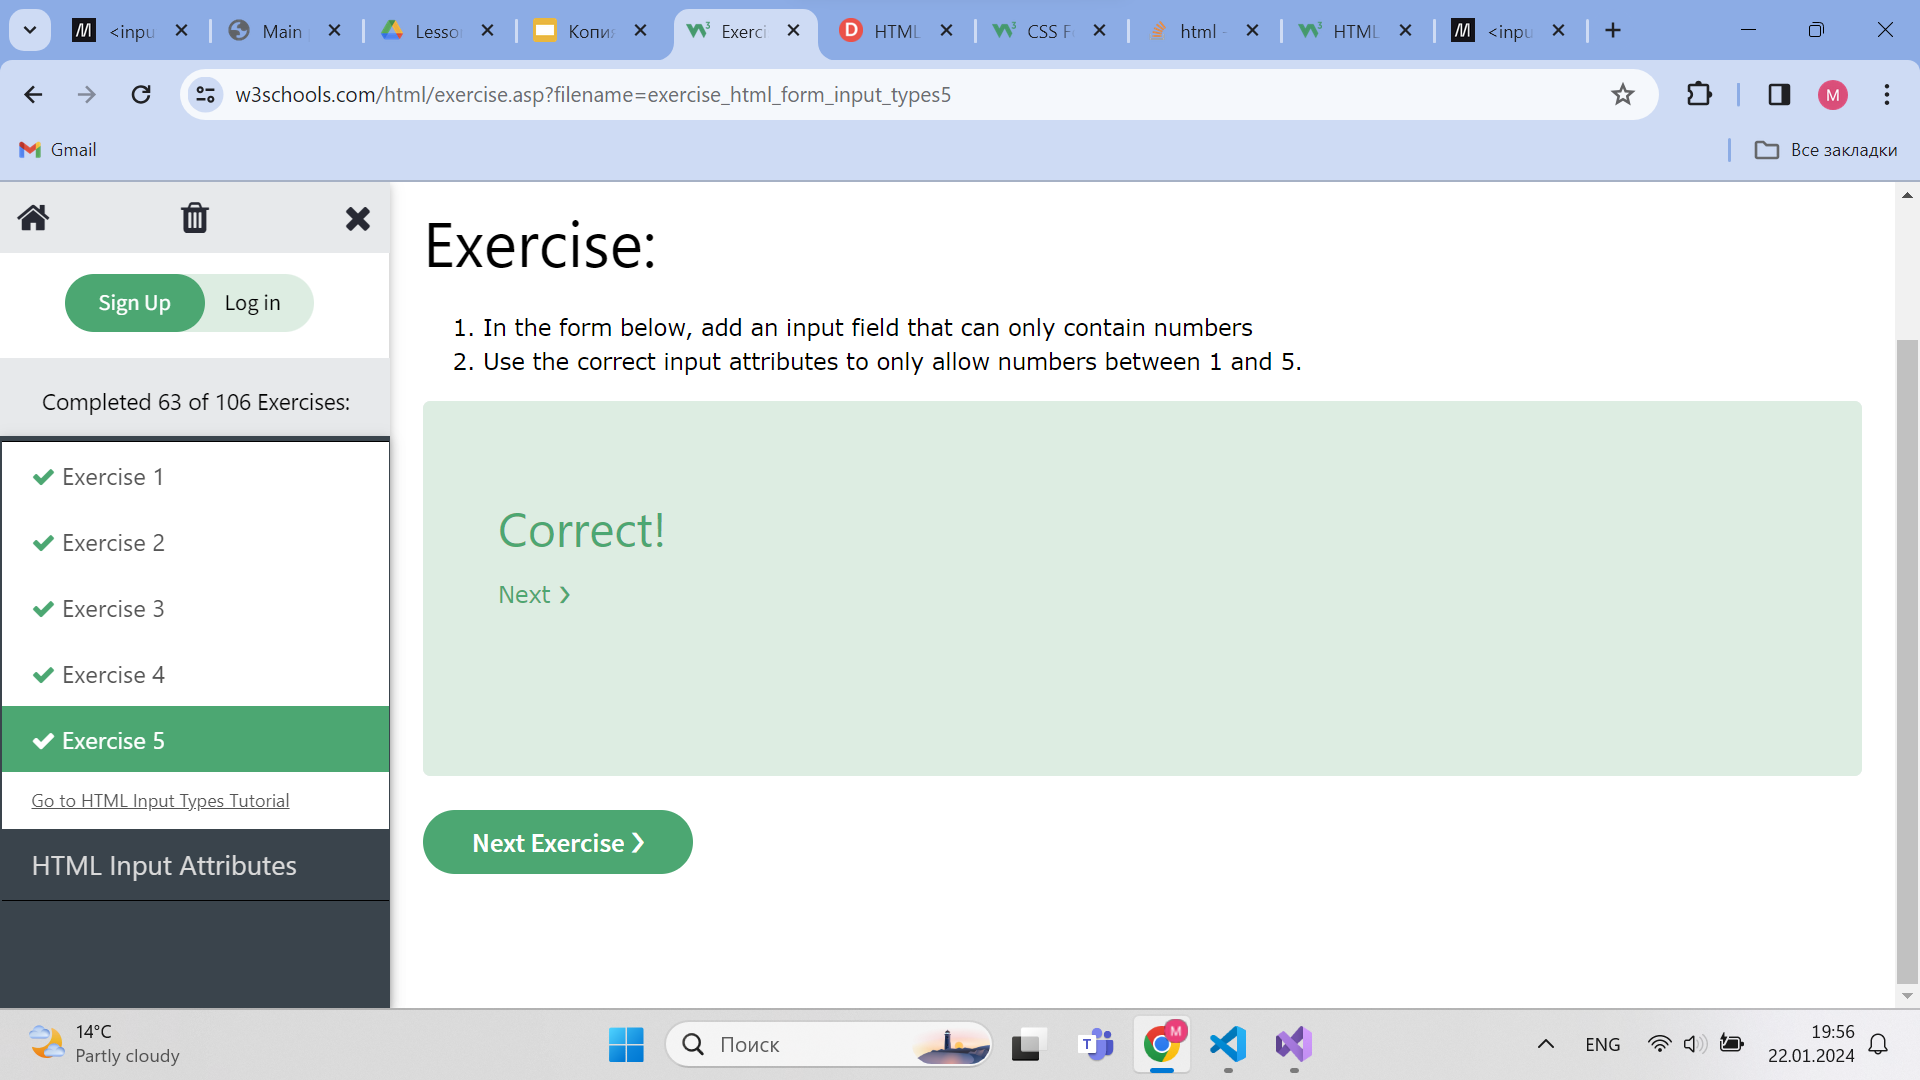 <inpu
Main
Lesso
Копи
Exerci
HTML
CSS F
html -
HTML
<inpu
w3schools.com/html/exercise.asp?filename=exercise_html_form_input_types5
M
Gmail
Все закладки
Sign Up
Log in
Completed 63 of 106 Exercises:
Exercise 1
Exercise 2
Exercise 3
Exercise 4
Exercise 5
Go to HTML Input Types Tutorial
HTML Input Attributes
Exercise:
1. In the form below, add an input field that can only contain numbers
2. Use the correct input attributes to only allow numbers between 1 and 5.
Correct!
Next ❯
Next Exercise ❯
14°C
Partly cloudy
Поиск
M
ENG
19:56
22.01.2024